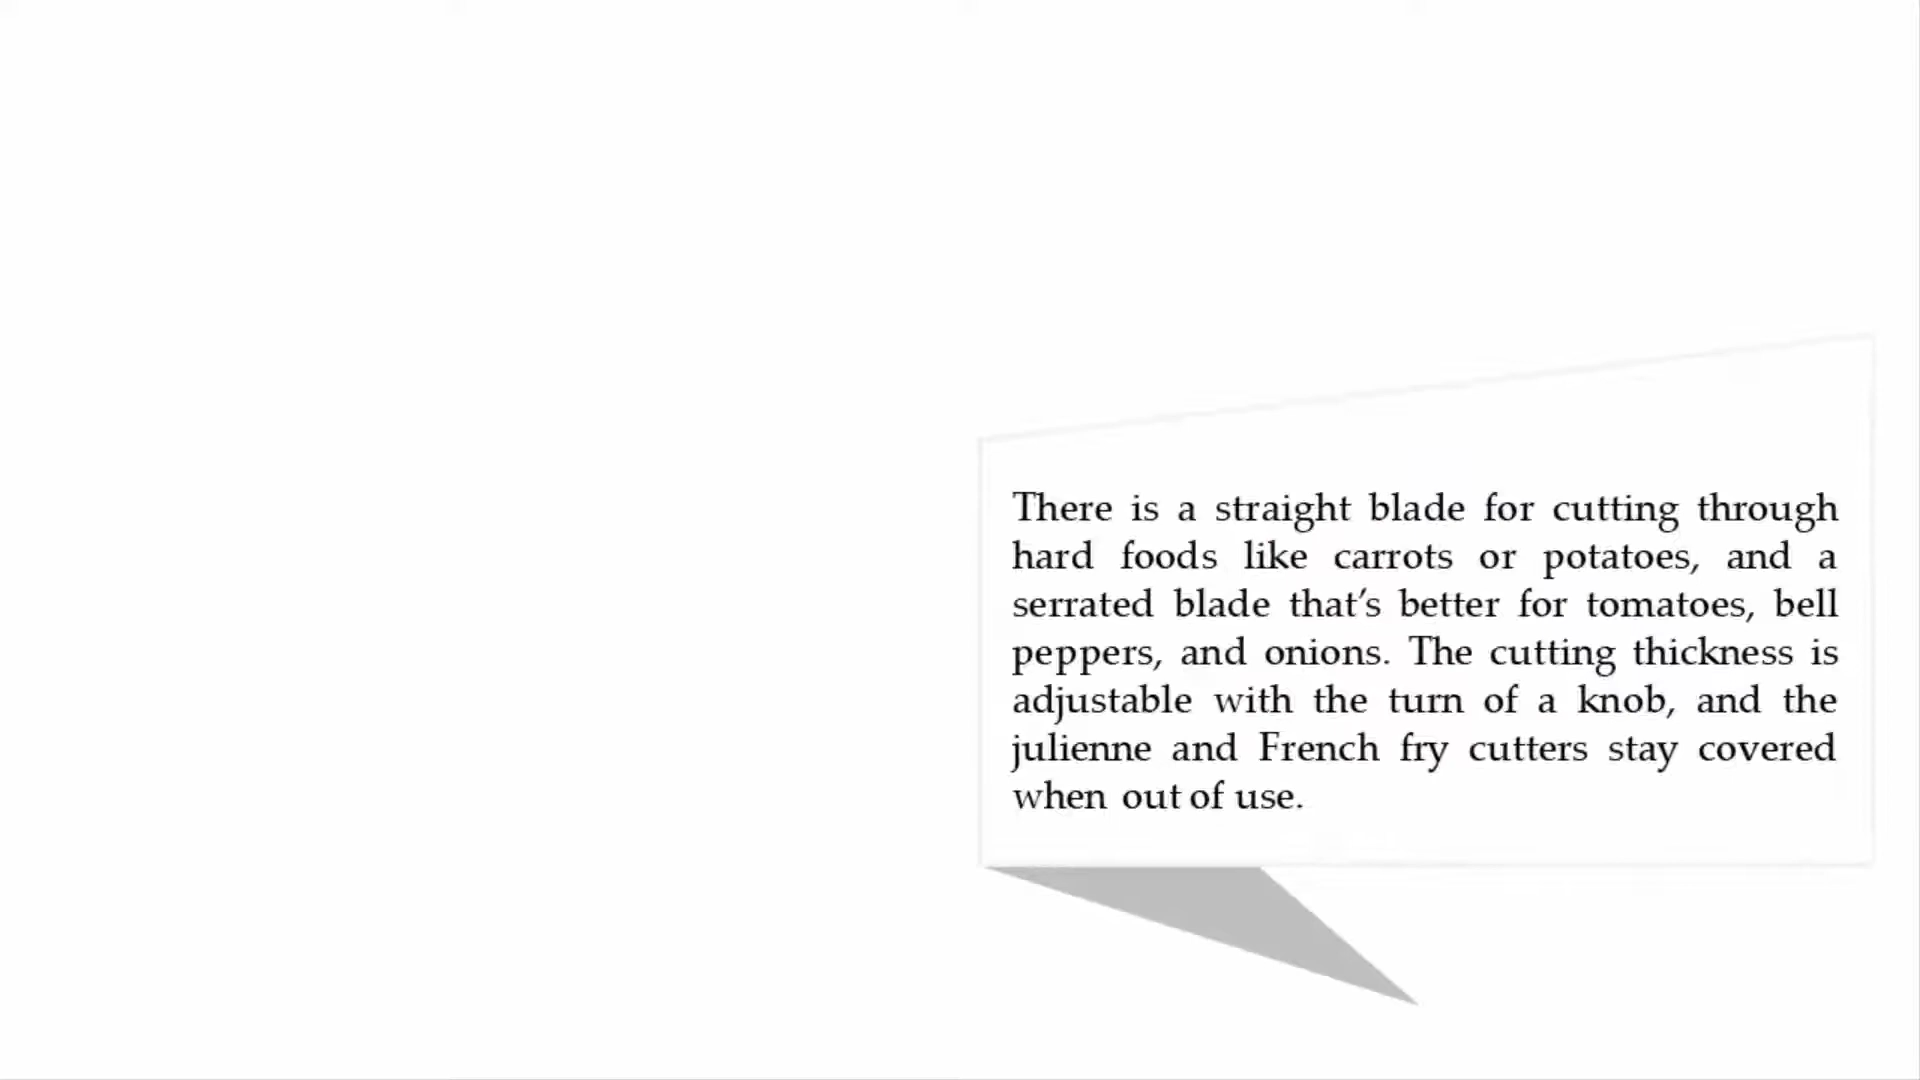 There is a straight blade for cutting through
hard foods like carrots or potatoes, and a
serrated blade that’s better for tomatoes, bell
peppers, and onions. The cutting thickness is
adjustable with the turn of a knob, and the
julienne and French fry cutters stay covered
when out of use.